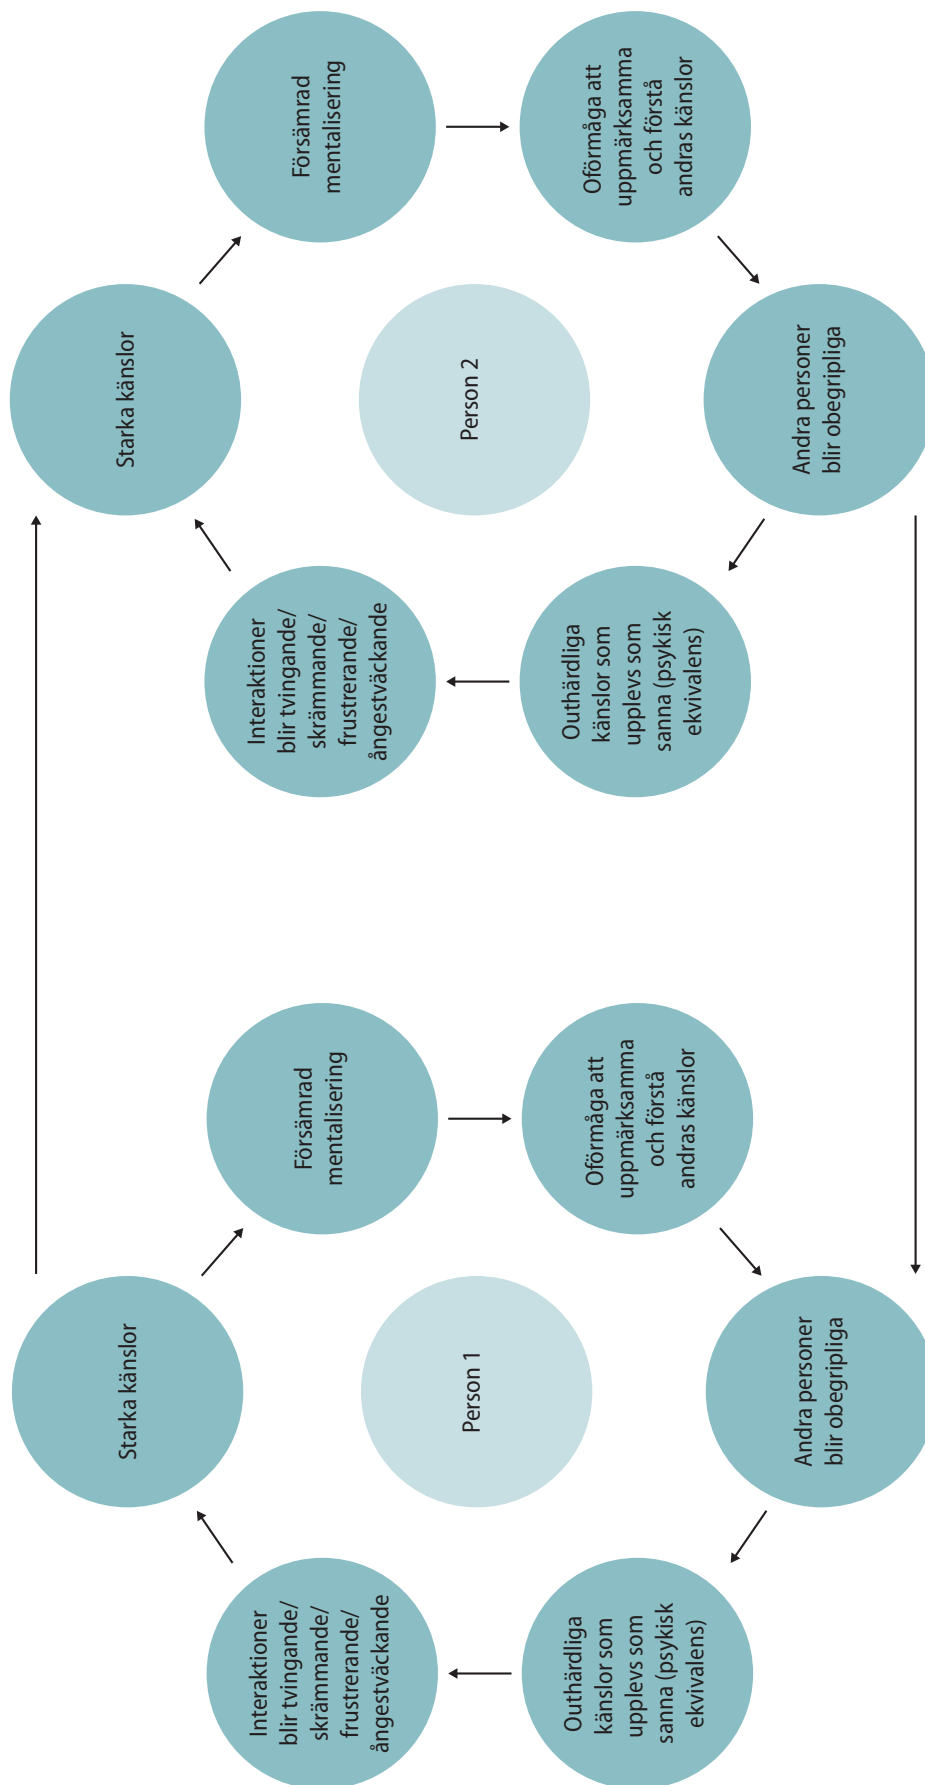 Starka känslor
Försämrad
mentalisering
Oförmåga att
uppmärksamma
och förstå
andras känslor
Andra personer
blir obegripliga
Outhärdliga
känslor som
upplevs som
sanna (psykisk
ekvivalens)
Interaktioner
blir tvingande/
skrämmande/
frustrerande/
ångestväckande
Person 1
Starka känslor
Försämrad
mentalisering
Oförmåga att
uppmärksamma
och förstå
andras känslor
Andra personer
blir obegripliga
Outhärdliga
känslor som
upplevs som
sanna (psykisk
ekvivalens)
Interaktioner
blir tvingande/
skrämmande/
frustrerande/
ångestväckande
Person 2